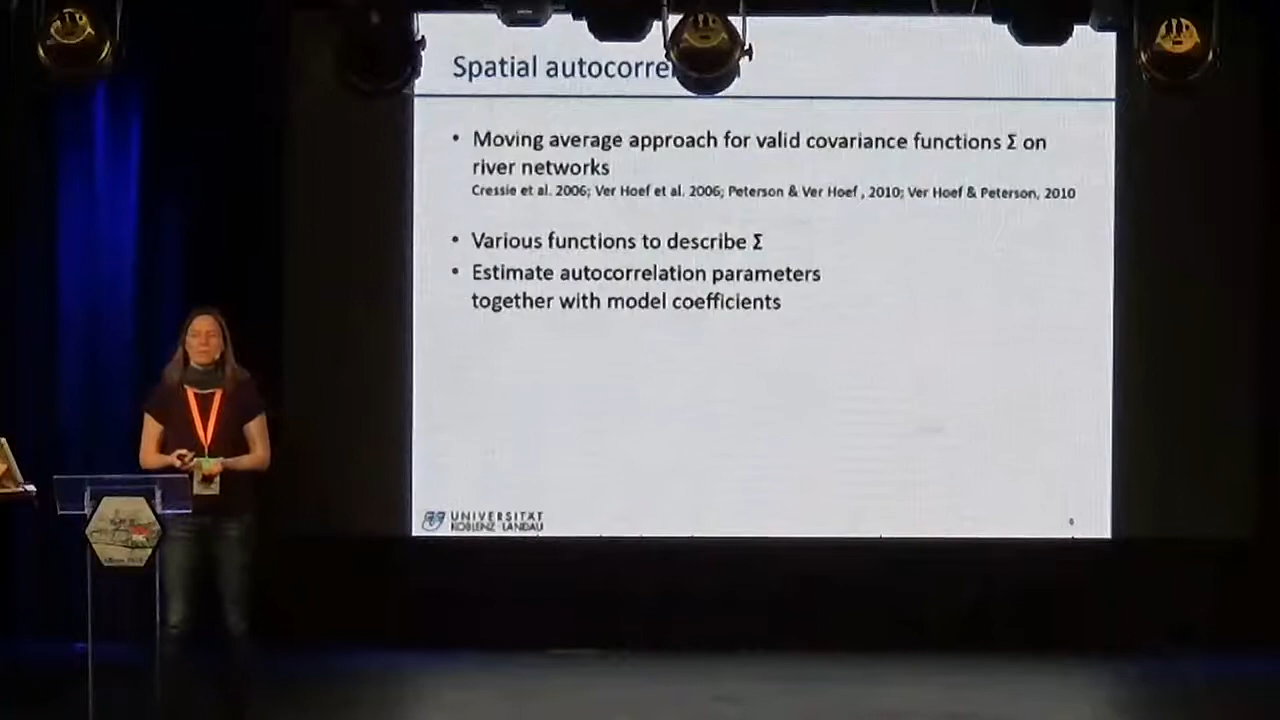 Spatial autocorre
• Moving average approach for valid covariance functions Σ on
river networks
Cressie et al. 2006; Ver Hoef et al. 2006; Peterson & Ver Hoef , 2010; Ver Hoef & Peterson, 2010
• Various functions to describe Σ
• Estimate autocorrelation parameters
together with model coefficients
UNIVERSITÄT
KOBLENZ LANDAU
6